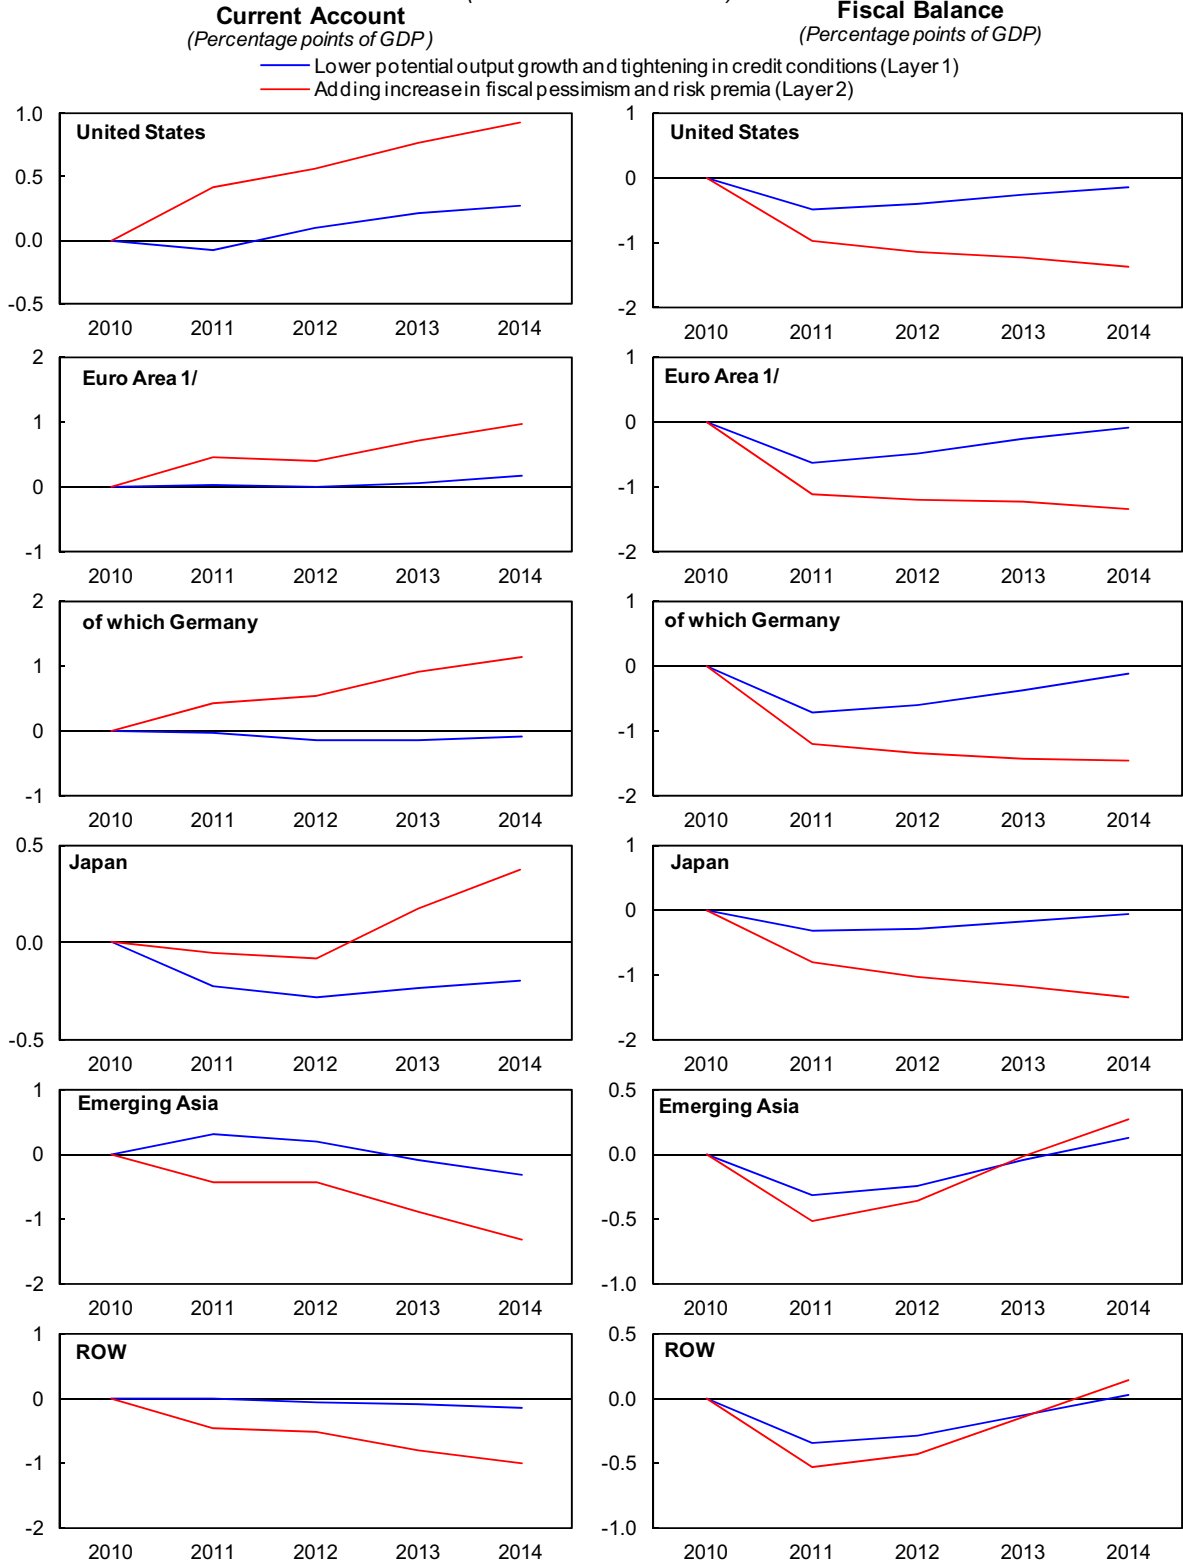 Current Account
(Percentage points of GDP)
Fiscal Balance
(Percentage points of GDP)
Lower potential output growth and tightening in credit conditions (Layer 1)
Adding increase in fiscal pessimism and risk premia (Layer 2)
United States
1.0
0.5
0.0
-0.5
2010 2011 2012 2013 2014
United States
1
0
-1
-2
2010 2011 2012 2013 2014
Euro Area 1/
2
1
0
-1
2010 2011 2012 2013 2014
Euro Area 1/
1
0
-1
-2
2010 2011 2012 2013 2014
of which Germany
2
1
0
-1
2010 2011 2012 2013 2014
of which Germany
1
0
-1
-2
2010 2011 2012 2013 2014
Japan
0.5
0.0
-0.5
2010 2011 2012 2013 2014
Japan
1
0
-1
-2
2010 2011 2012 2013 2014
Emerging Asia
1
0
-1
-2
2010 2011 2012 2013 2014
Emerging Asia
0.5
0.0
-0.5
-1.0
2010 2011 2012 2013 2014
ROW
1
0
-1
-2
2010 2011 2012 2013 2014
ROW
0.5
0.0
-0.5
-1.0
2010 2011 2012 2013 2014